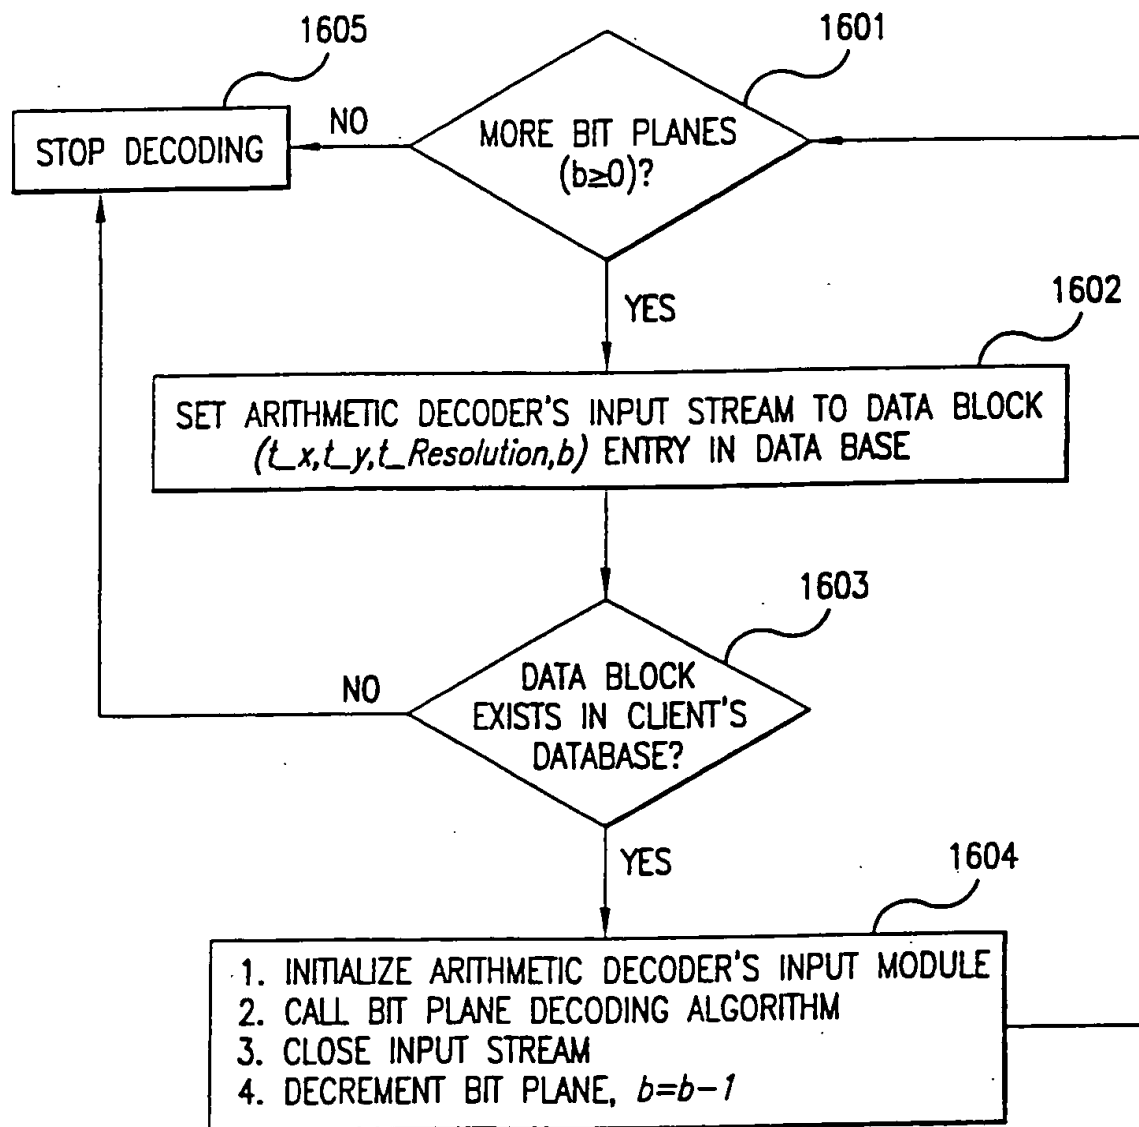 1605
1601
STOP DECODING
NO
MORE BIT PLANES
(b≥0)?
YES
1602
SET ARITHMETIC DECODER'S INPUT STREAM TO DATA BLOCK
(t_x,t_y,t_Resolution,b) ENTRY IN DATA BASE
1603
NO
DATA BLOCK
EXISTS IN CLIENT'S
DATABASE?
YES
1604
1. INITIALIZE ARITHMETIC DECODER'S INPUT MODULE
2. CALL BIT PLANE DECODING ALGORITHM
3. CLOSE INPUT STREAM
4. DECREMENT BIT PLANE, b=b-1